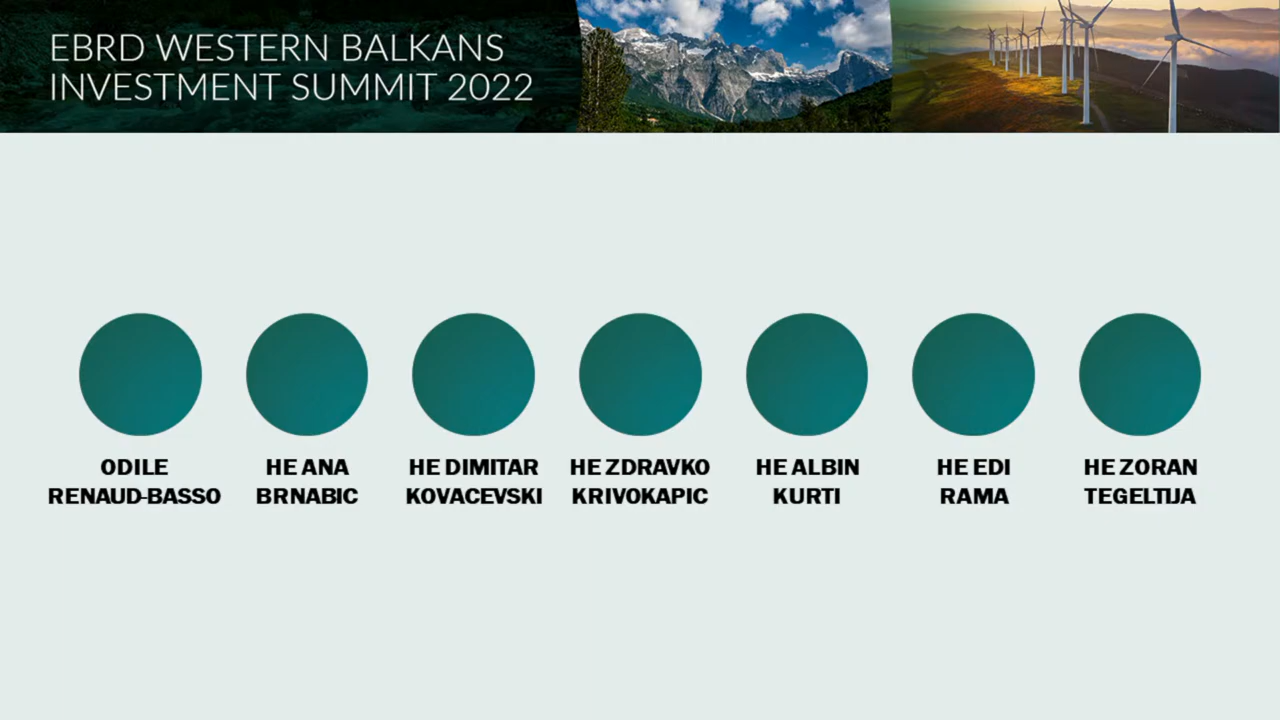 EBRD WESTERN BALKANS
INVESTMENT SUMMIT 2022
ODILE
RENAUD-BASSO
HE ANA
BRNABIC
HE DIMITAR
KOVACEVSKI
HE ZDRAVKO
KRIVOKAPIC
HE ALBIN
KURTI
HE EDI
RAMA
HE ZORAN
TEGELTIJA